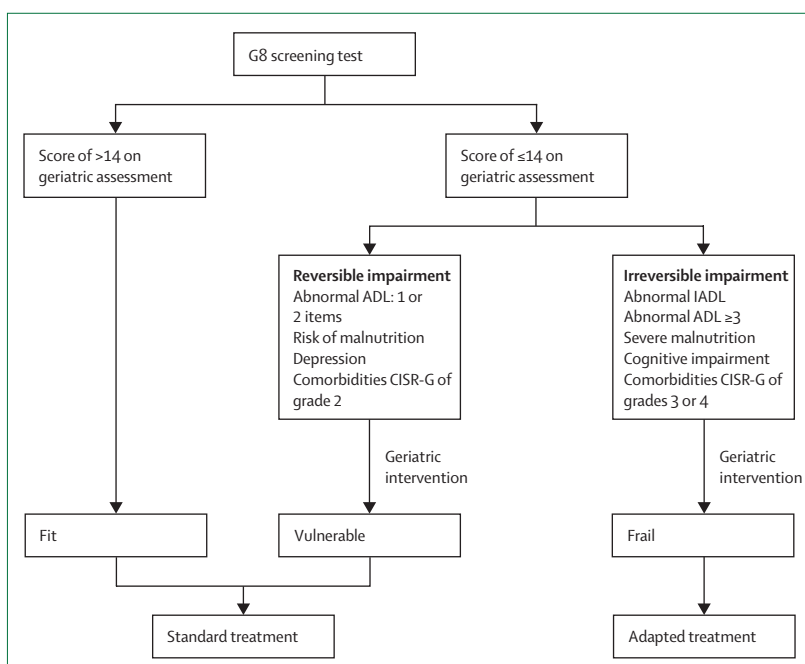 G8 screening test
Score of >14 on
geriatric assessment
Score of ≤14 on
geriatric assessment
Reversible impairment
Abnormal ADL: 1 or
2 items
Risk of malnutrition
Depression
Comorbidities CISR-G of
grade 2
Irreversible impairment
Abnormal IADL
Abnormal ADL ≥3
Severe malnutrition
Cognitive impairment
Comorbidities CISR-G of
grades 3 or 4
Geriatric
intervention
Geriatric
intervention
Fit
Vulnerable
Frail
Standard treatment
Adapted treatment